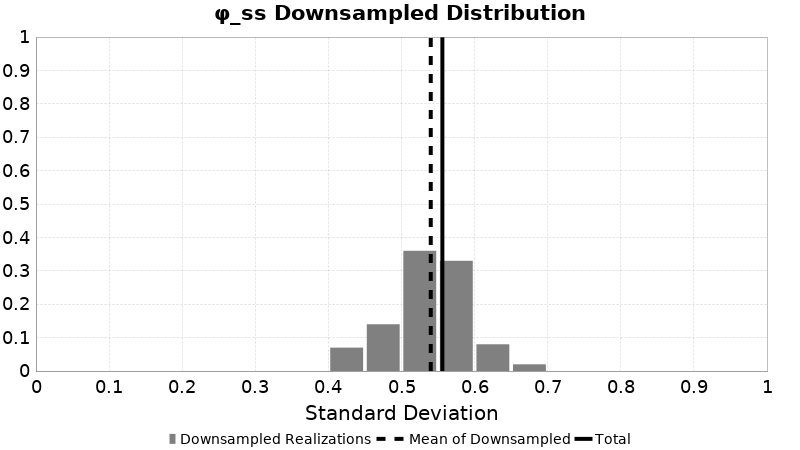 φ_ss Downsampled Distribution
1
0.9
0.8
0.7
0.6
0.5
0.4
0.3
0.2
0.1
0
0 0.1 0.2 0.3 0.4 0.5 0.6 0.7 0.8 0.9 1
Standard Deviation
Downsampled Realizations Mean of Downsampled Total